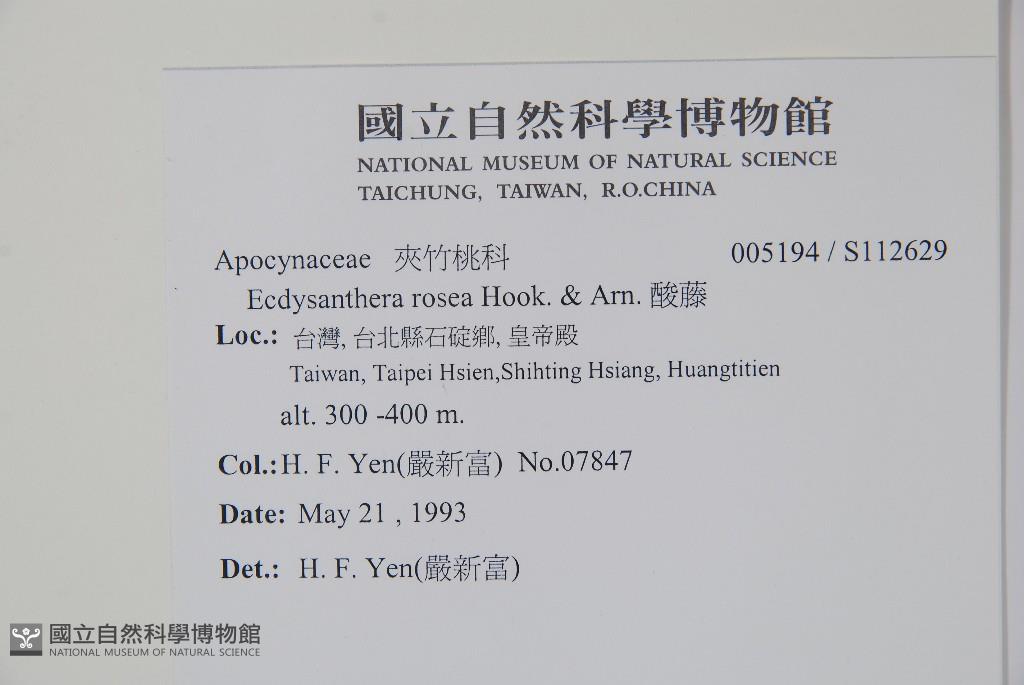 國立自然科學博物館
NATIONAL MUSEUM OF NATURAL SCIENCE
TAICHUNG, TAIWAN, R.O.CHINA
Apocynaceae 夾竹桃科 005194 / S112629
Ecdysanthera rosea Hook. & Arn. 酸藤
Loc.: 台灣, 台北縣石碇鄉, 皇帝殿
Taiwan, Taipei Hsien,Shihting Hsiang, Huangtitien
alt. 300 -400 m.
Col.:H. F. Yen(嚴新富) No.07847
Date: May 21 , 1993
Det.: H. F. Yen(嚴新富)
國立自然科學博物館
NATIONAL MUSEUM OF NATURAL SCIENCE